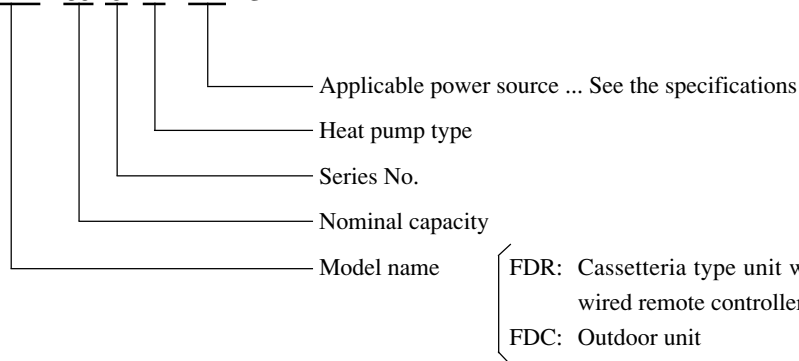 Applicable power source ... See the specifications
Heat pump type
Series No.
Nominal capacity
Model name
FDR: Cassetteria type unit
wired remote controller
FDC: Outdoor unit